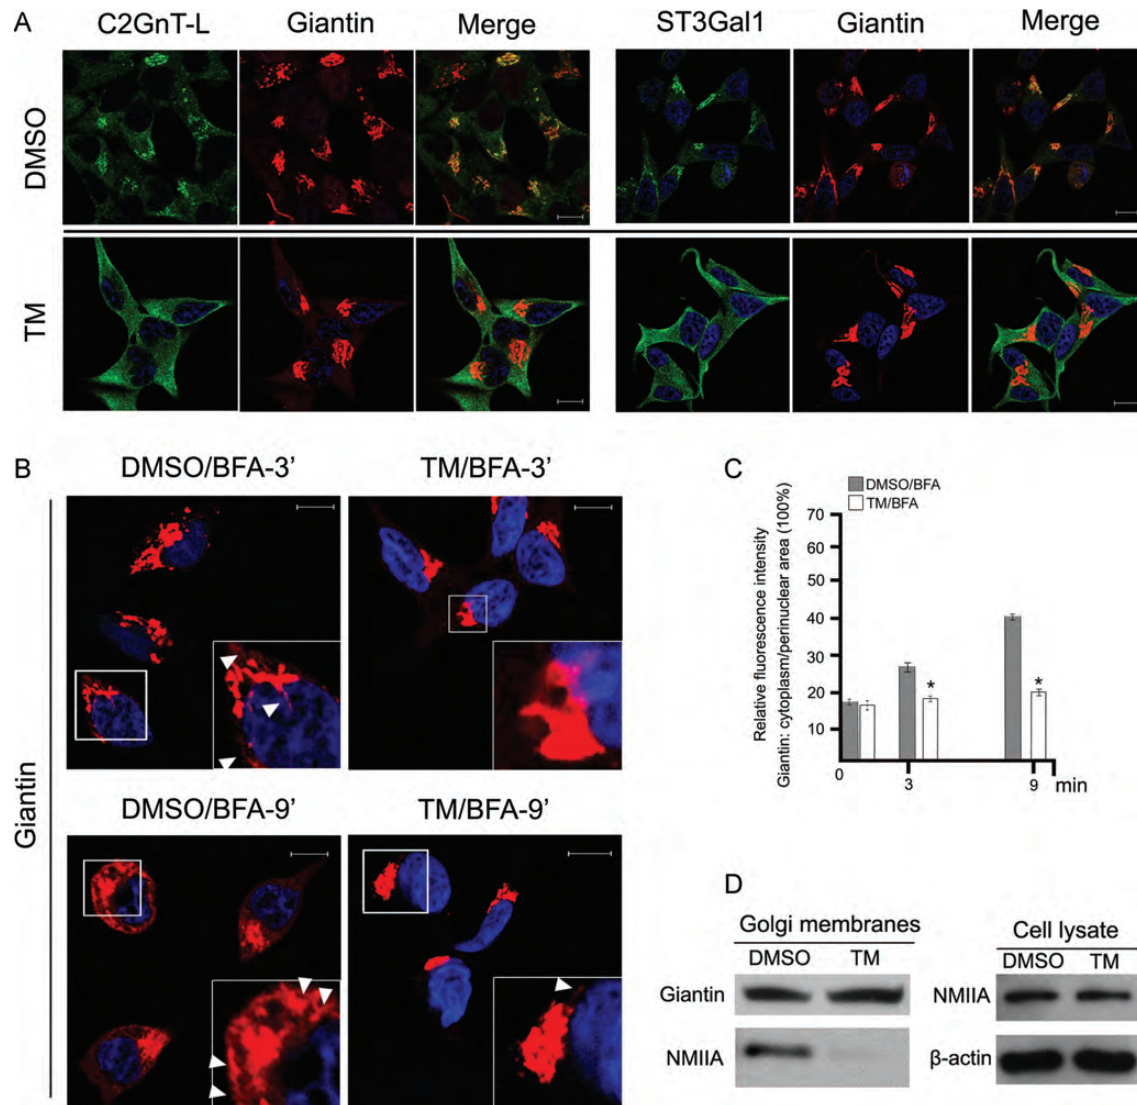 A
C2GnT-L Giantin Merge ST3Gal1 Giantin Merge
DMSO
TM
B
DMSO/BFA-3' TM/BFA-3'
DMSO/BFA-9' TM/BFA-9'
Giantin
C
DMSO/BFA
TM/BFA
Relative fluorescence intensity
Giantin: cytoplasm/perinuclear area (100%)
70
60
50
40
30
20
10
* *
0 3 9 min
D
Golgi membranes Cell lysate
DMSO TM DMSO TM
Giantin NMIIA
NMIIA β-actin